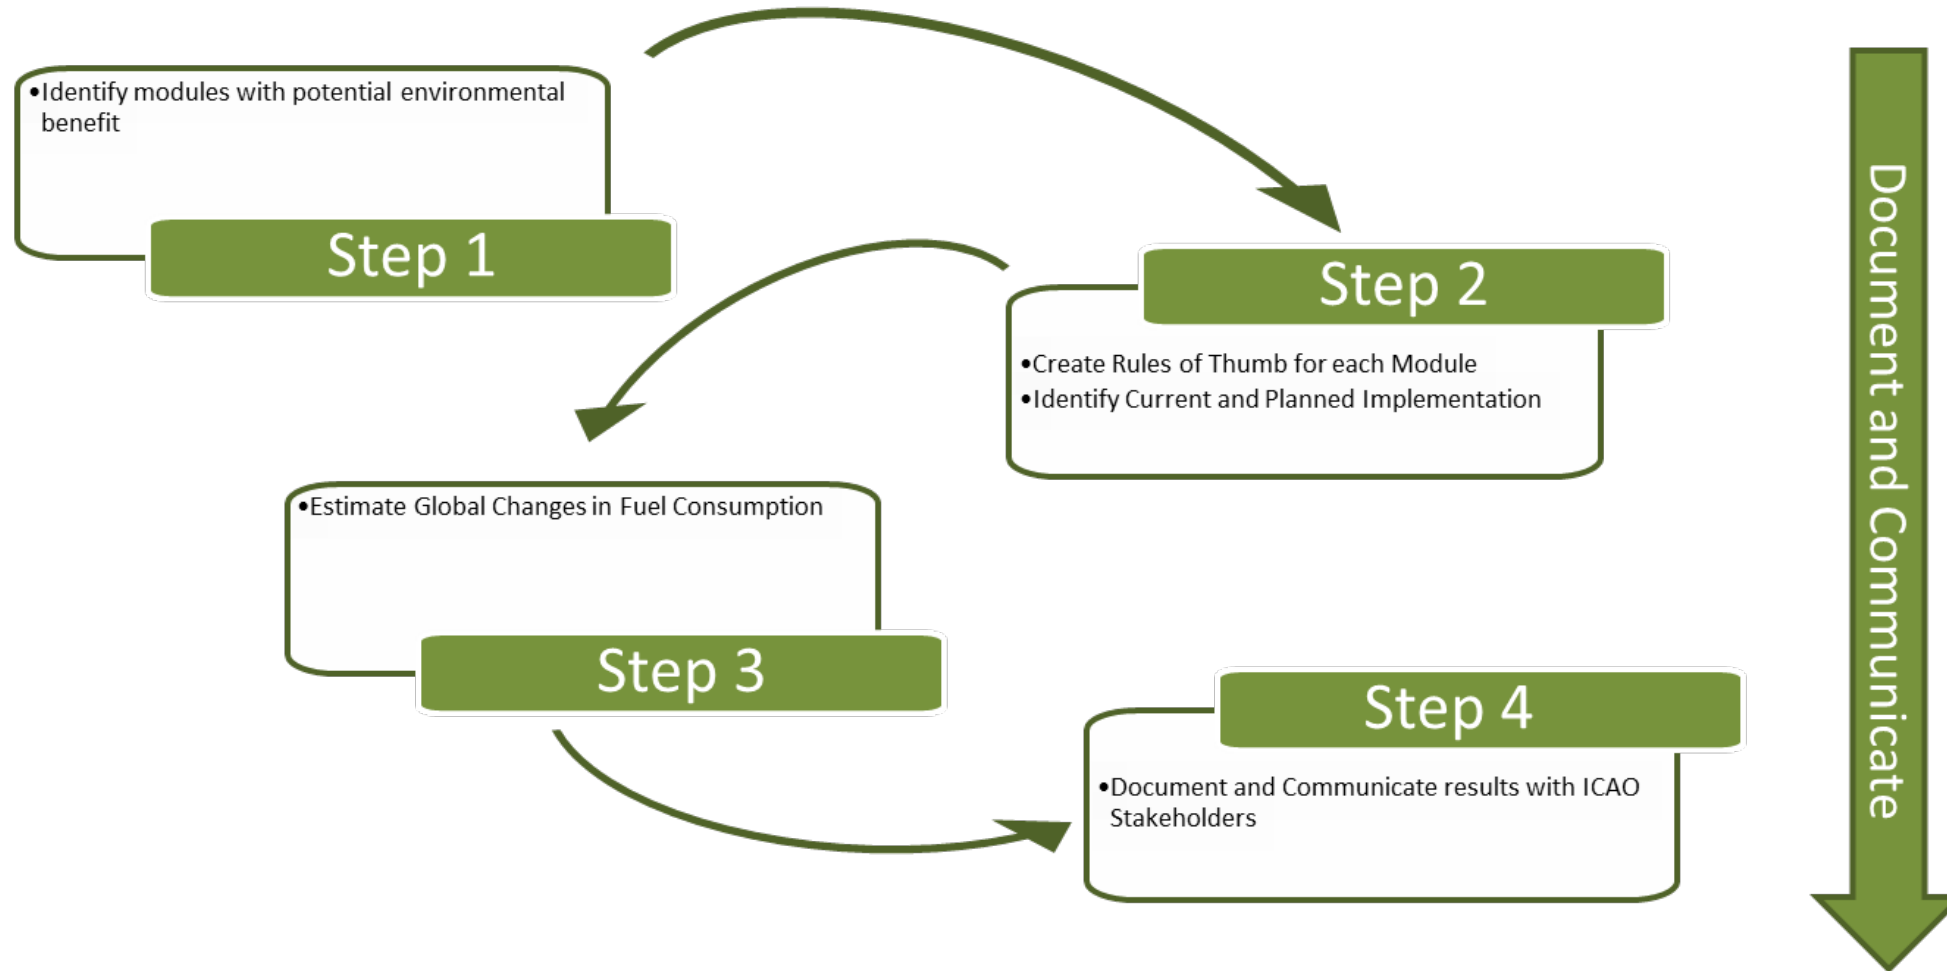 •Identify modules with potential environmental
benefit
Step 1
Step 2
•Create Rules of Thumb for each Module
•Identify Current and Planned Implementation
•Estimate Global Changes in Fuel Consumption
Step 3
Step 4
•Document and Communicate results with ICAO
Stakeholders
Document and Communicate